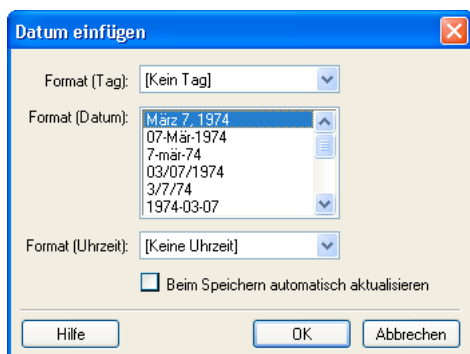 Datum einfügen
Format (Tag): [Kein Tag]
Format (Datum): März 7, 1974
07-Mär-1974
7-mär-74
03/07/1974
3/7/74
1974-03-07
Format (Uhrzeit): [Keine Uhrzeit]
Beim Speichern automatisch aktualisieren
Hilfe OK Abbrechen